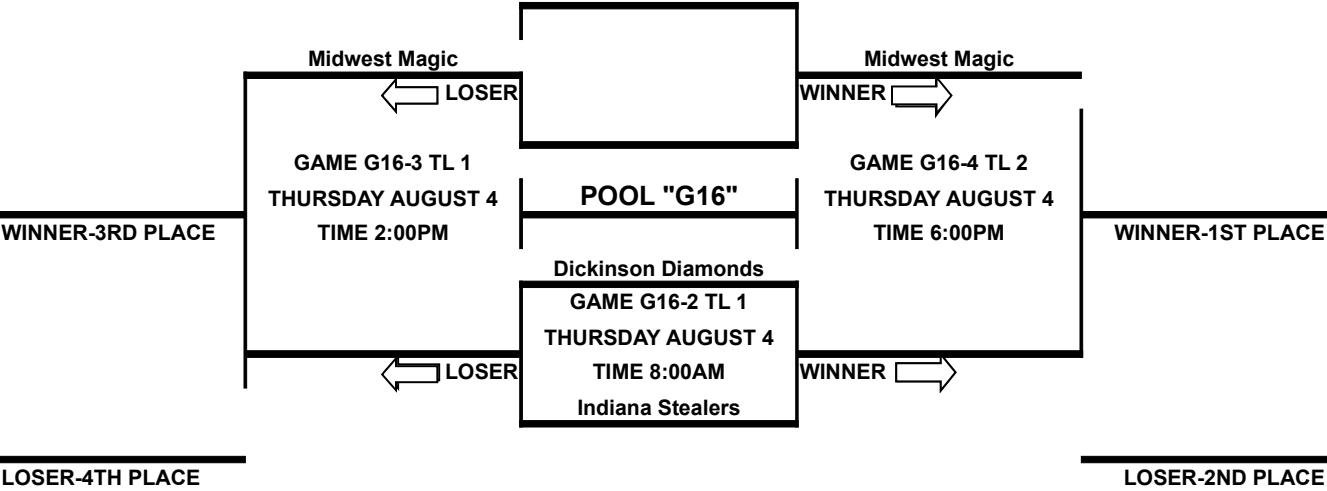 Midwest Magic
Midwest Magic
LOSER
WINNER
GAME G16-3 TL 1
THURSDAY AUGUST 4
TIME 2:00PM
POOL "G16"
GAME G16-4 TL 2
THURSDAY AUGUST 4
TIME 6:00PM
WINNER-3RD PLACE
WINNER-1ST PLACE
Dickinson Diamonds
GAME G16-2 TL 1
THURSDAY AUGUST 4
TIME 8:00AM
Indiana Stealers
LOSER
WINNER
LOSER-4TH PLACE
LOSER-2ND PLACE